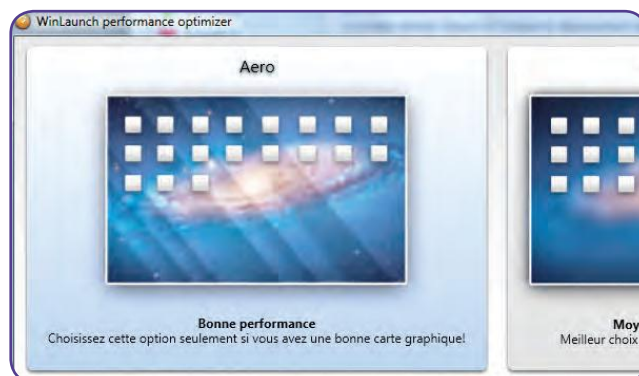 WinLaunch performance optimizer
Aero
Bonne performance
Choisissez cette option seulement si vous avez une bonne carte graphique!
Moy
Meilleur choix